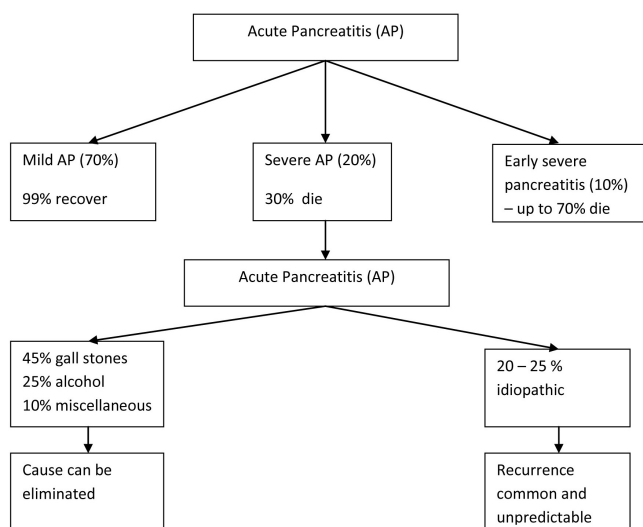 Acute Pancreatitis (AP)
Mild AP (70%)
99% recover
Severe AP (20%)
30% die
Early severe
pancreatitis (10%)
– up to 70% die
Acute Pancreatitis (AP)
45% gall stones
25% alcohol
10% miscellaneous
20 – 25 %
idiopathic
Cause can be
eliminated
Recurrence
common and
unpredictable